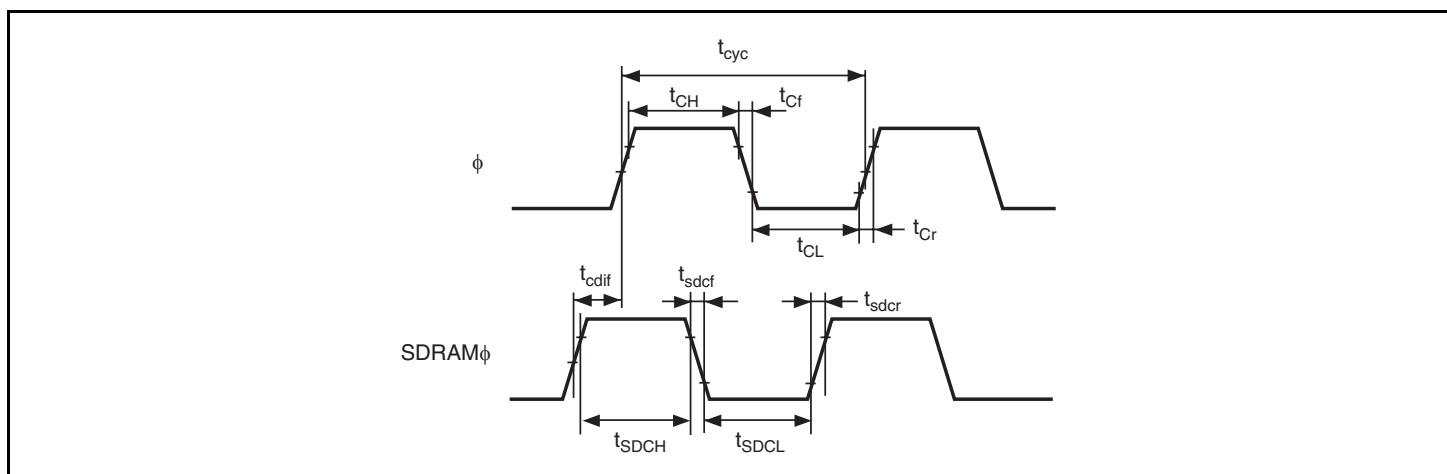 tcyc
tCH
tCf
ϕ
tCL
tCr
tcdif
tsdcf
tsdcr
SDRAMϕ
tSDCH
tSDCL